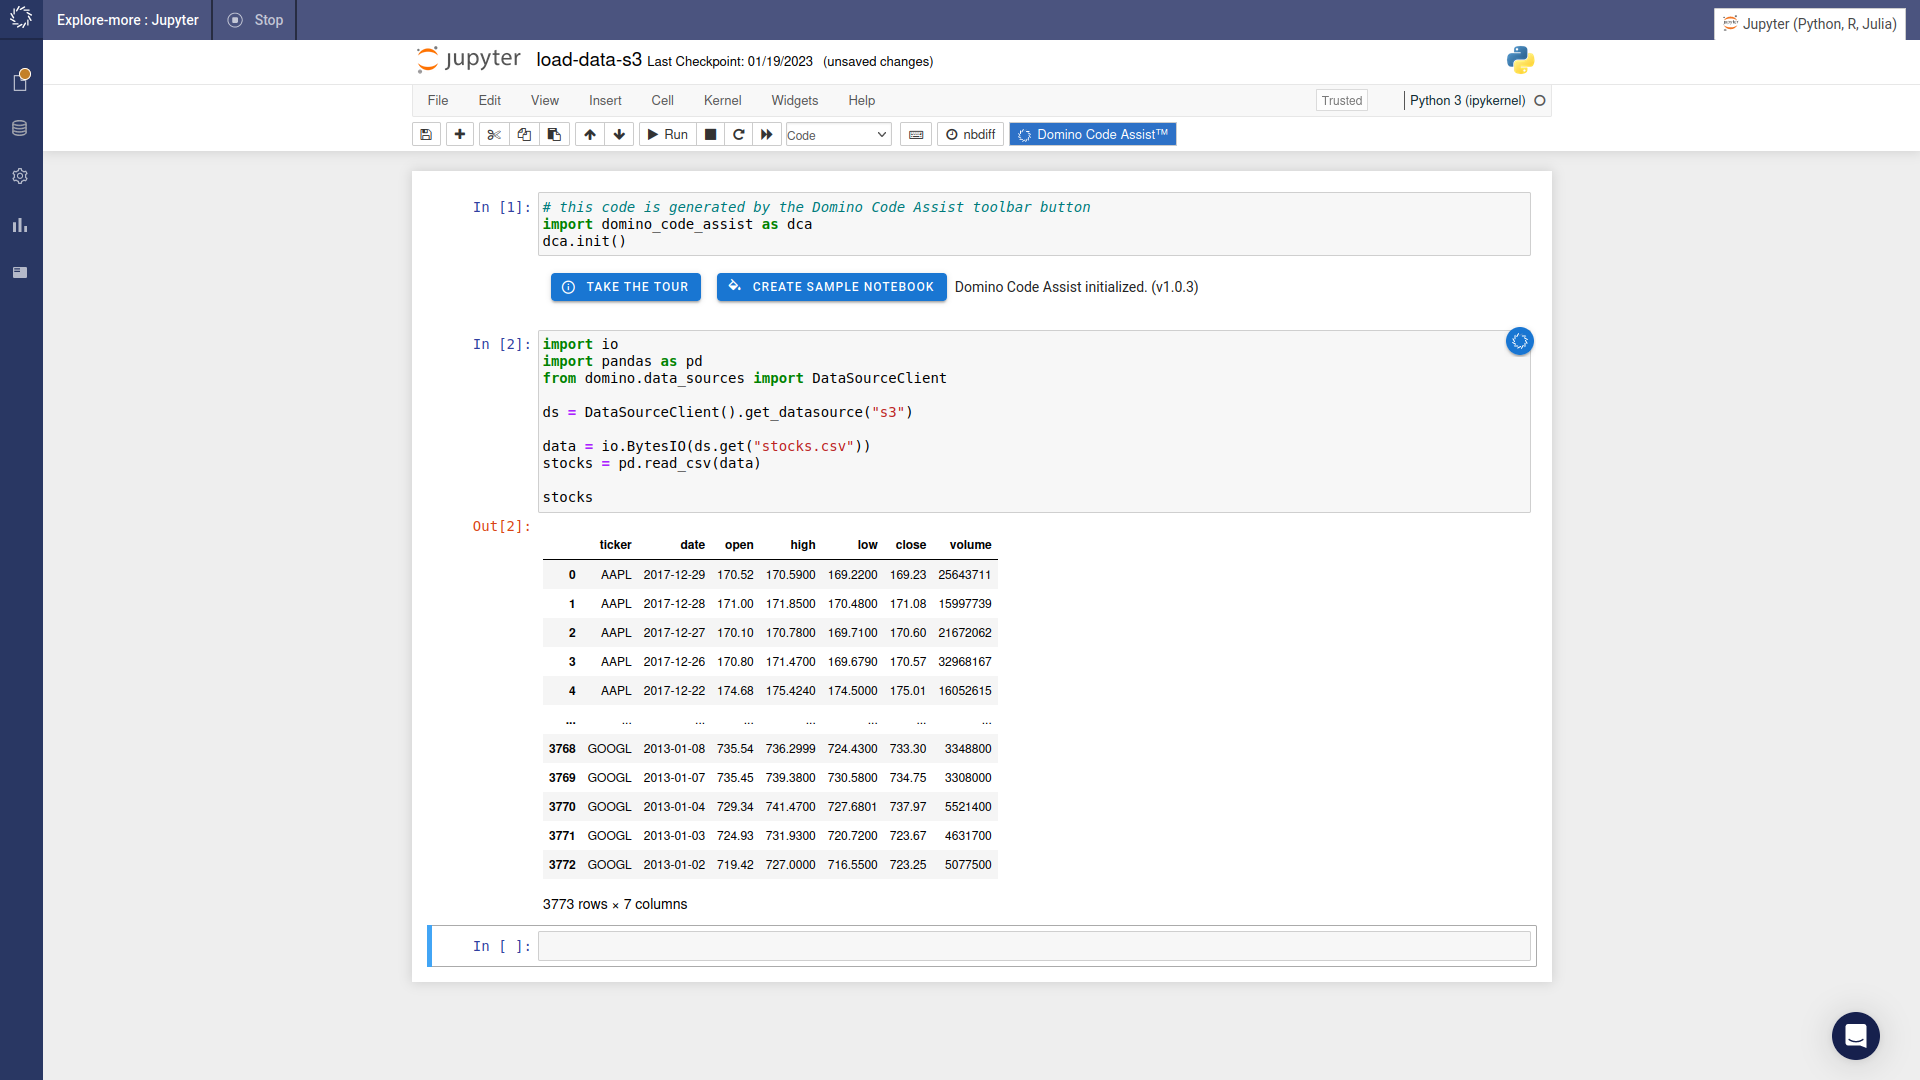 Explore-more : Jupyter
Stop
Jupyter (Python, R, Julia)
jupyter load-data-s3 Last Checkpoint: 01/19/2023 (unsaved changes)
File Edit View Insert Cell Kernel Widgets Help Trusted Python 3 (ipykernel)
Run Code nbdiff Domino Code Assist™
In [1]: # this code is generated by the Domino Code Assist toolbar button
import domino_code_assist as dca
dca.init()
TAKE THE TOUR CREATE SAMPLE NOTEBOOK Domino Code Assist initialized. (v1.0.3)
In [2]: import io
import pandas as pd
from domino.data_sources import DataSourceClient
ds = DataSourceClient().get_datasource("s3")
data = io.BytesIO(ds.get("stocks.csv"))
stocks = pd.read_csv(data)
stocks
Out[2]:
ticker date open high low close volume
0 AAPL 2017-12-29 170.52 170.5900 169.2200 169.23 25643711
1 AAPL 2017-12-28 171.00 171.8500 170.4800 171.08 15997739
2 AAPL 2017-12-27 170.10 170.7800 169.7100 170.60 21672062
3 AAPL 2017-12-26 170.80 171.4700 169.6790 170.57 32968167
4 AAPL 2017-12-22 174.68 175.4240 174.5000 175.01 16052615
... ... ... ... ... ... ... ...
3768 GOOGL 2013-01-08 735.54 736.2999 724.4300 733.30 3348800
3769 GOOGL 2013-01-07 735.45 739.3800 730.5800 734.75 3308000
3770 GOOGL 2013-01-04 729.34 741.4700 727.6801 737.97 5521400
3771 GOOGL 2013-01-03 724.93 731.9300 720.7200 723.67 4631700
3772 GOOGL 2013-01-02 719.42 727.0000 716.5500 723.25 5077500
3773 rows × 7 columns
In [ ]: